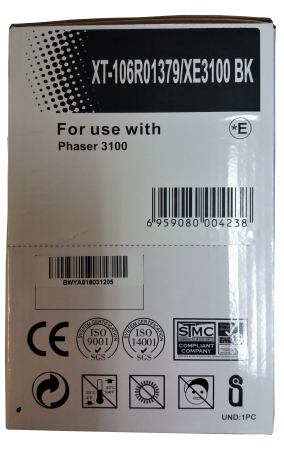 XT-106R01379/XE3100 BK
For use with
*E
Phaser 3100
6 959080 004238
BWYA616031205
CE
ISO
9001
SGS
ISO
14001
SGS
STMC
COMPLIANT
COMPANY
UND:1PC